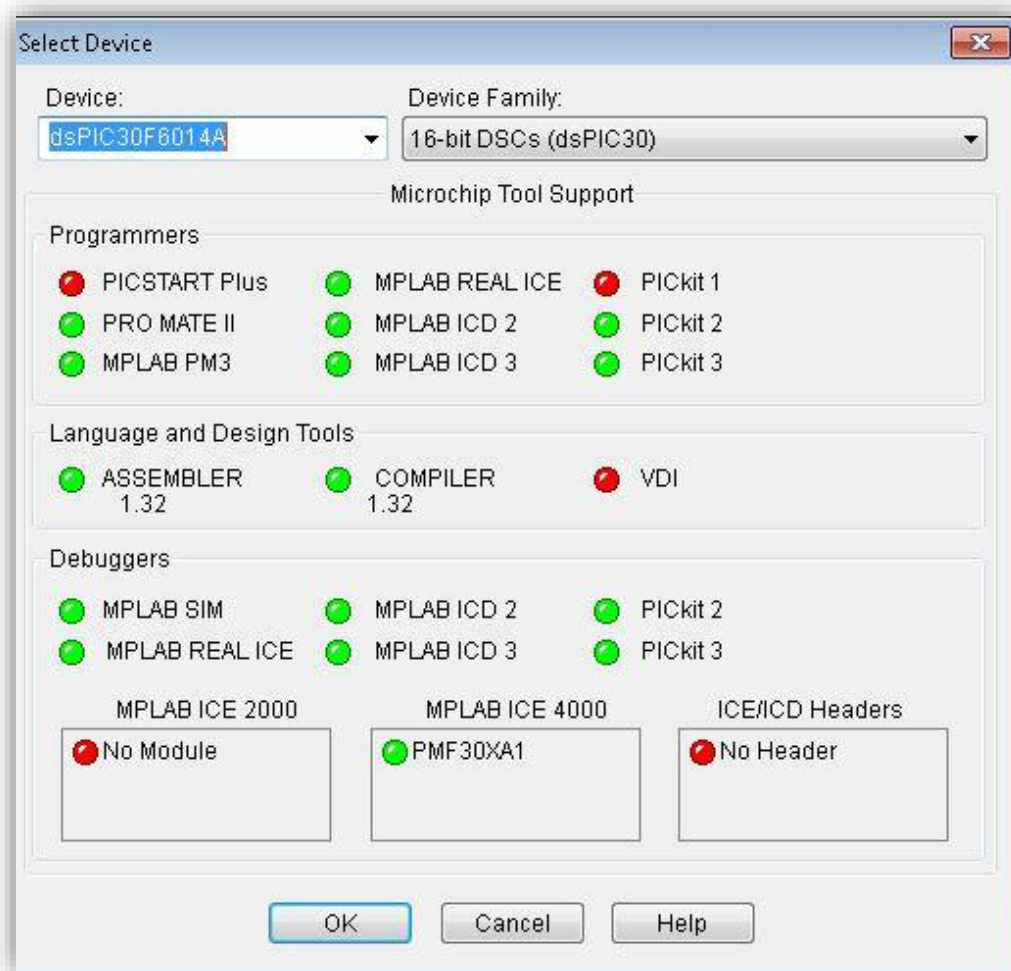 Select Device
Device: Device Family:
dsPIC30F6014A 16-bit DSCs (dsPIC30)
Microchip Tool Support
Programmers
PICSTART Plus MPLAB REAL ICE PICkit 1
PRO MATE II MPLAB ICD 2 PICkit 2
MPLAB PM3 MPLAB ICD 3 PICkit 3
Language and Design Tools
ASSEMBLER COMPILER VDI
1.32 1.32
Debuggers
MPLAB SIM MPLAB ICD 2 PICkit 2
MPLAB REAL ICE MPLAB ICD 3 PICkit 3
MPLAB ICE 2000 MPLAB ICE 4000 ICE/ICD Headers
No Module PMF30XA1 No Header
OK Cancel Help